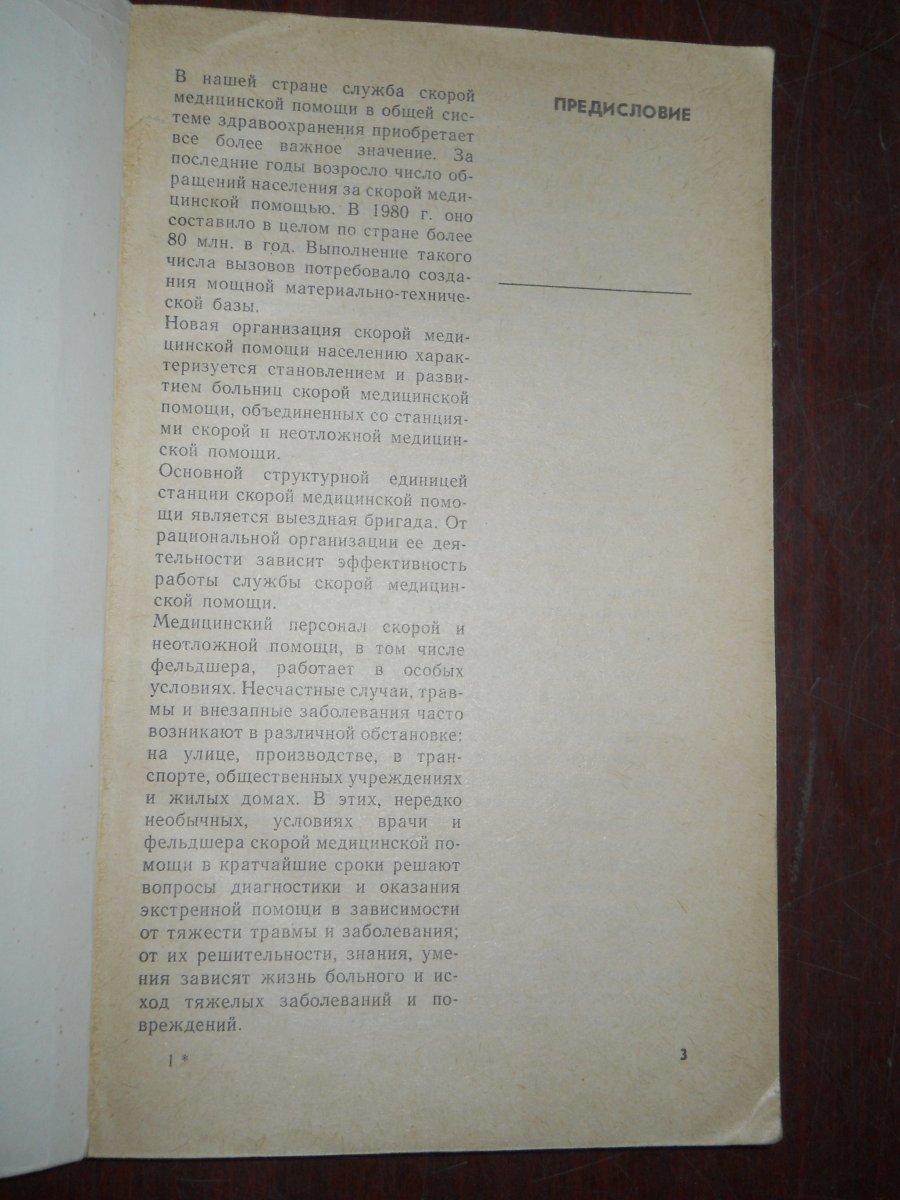 ПРЕДИСЛОВИЕ
В нашей стране служба скорой
медицинской помощи в общей сис-
теме здравоохранения приобретает
все более важное значение. За
последние годы возросло число об-
ращений населения за скорой меди-
цинской помощью. В 1980 г. оно
составило в целом по стране более
80 млн. в год. Выполнение такого
числа вызовов потребовало созда-
ния мощной материально-техниче-
ской базы.
Новая организация скорой меди-
цинской помощи населению харак-
теризуется становлением и разви-
тием больниц скорой медицинской
помощи, объединенных со станция-
ми скорой и неотложной медицин-
ской помощи.
Основной структурной единицей
станции скорой медицинской помо-
щи является выездная бригада. От
рациональной организации ее дея-
тельности зависит эффективность
работы службы скорой медицин-
ской помощи.
Медицинский персонал скорой и
неотложной помощи, в том числе
фельдшера, работает в особых
условиях. Несчастные случаи, трав-
мы и внезапные заболевания часто
возникают в различной обстановке:
на улице, производстве, в тран-
спорте, общественных учреждениях
и жилых домах. В этих, нередко
необычных, условиях врачи и
фельдшера скорой медицинской по-
мощи в кратчайшие сроки решают
вопросы диагностики и оказания
экстренной помощи в зависимости
от тяжести травмы и заболевания;
от их решительности, знания, уме-
ния зависят жизнь больного и ис-
ход тяжелых заболеваний и по-
вреждений.
1 *
3